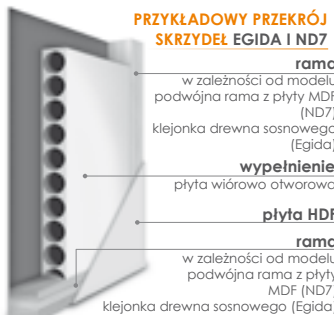 PRZYKŁADOWY PRZEKRÓJ
SKRZYDEŁ EGIDA I ND7
rama
w zależności od modelu
podwójna rama z płyty MDF
(ND7)
klejonka drewna sosnowego
(Egida)
wypełnienie
płyta wiórowo otworowa
płyta HDF
rama
w zależności od modelu
podwójna rama z płyty
MDF (ND7)
klejonka drewna sosnowego (Egida)